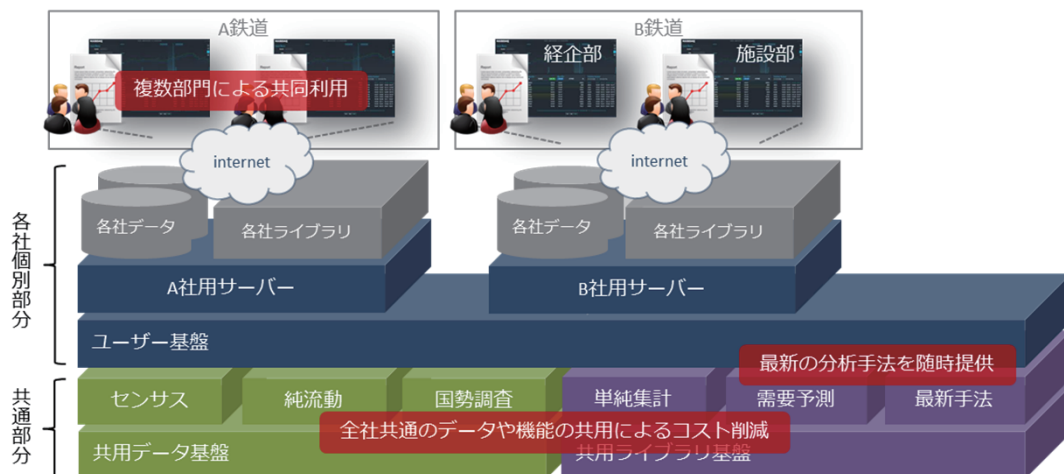 A鉄道
B鉄道
Report
Report
Report
Report
経企部
施設部
複数部門による共同利用
internet
internet
各社データ
各社ライブラリ
各社データ
各社ライブラリ
各社個別部分
A社用サーバー
B社用サーバー
ユーザー基盤
最新の分析手法を随時提供
共通部分
センサス
純流動
国勢調査
単純集計
需要予測
最新手法
全社共通のデータや機能の共用によるコスト削減
共用データ基盤
共用ライブラリ基盤